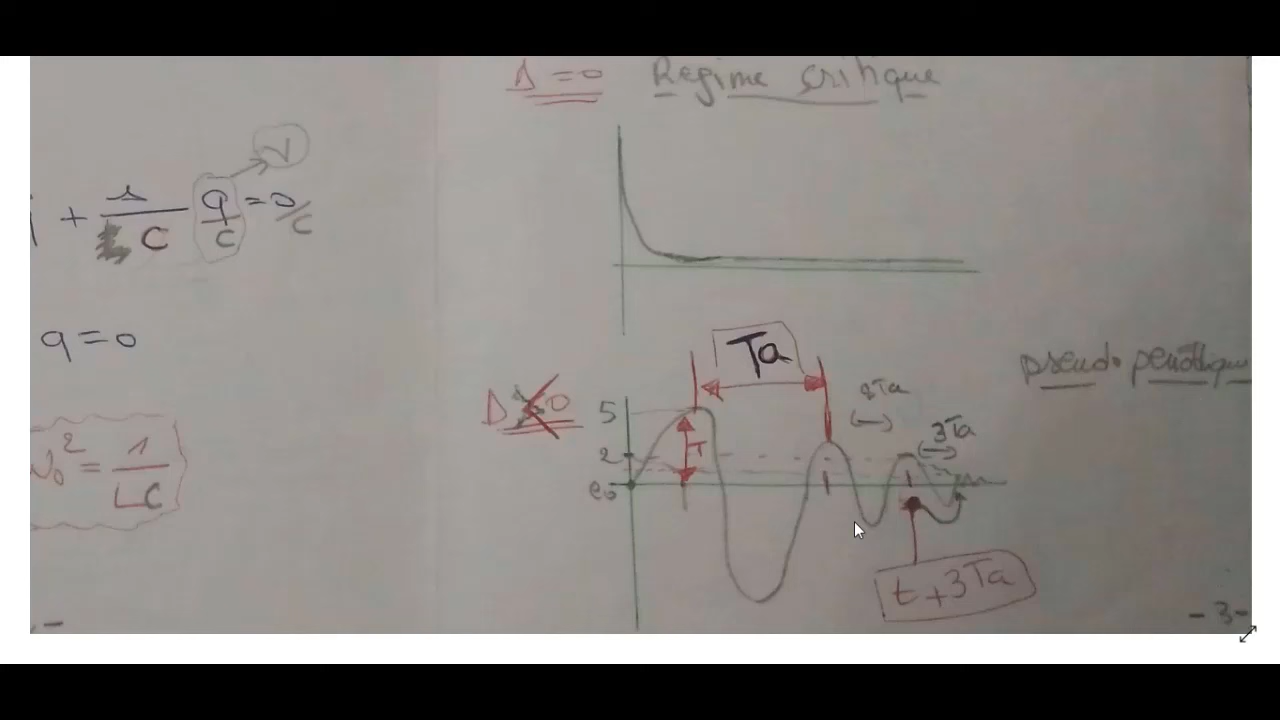 Δ = 0 Regime critique
V
+ 1/C q/C = 0/C
q = 0
ω₀² = 1/LC
Ta
pseudo periodique
Δ < 0
5
2
e₀
T
2Ta
3Ta
t + 3Ta
- 3 -